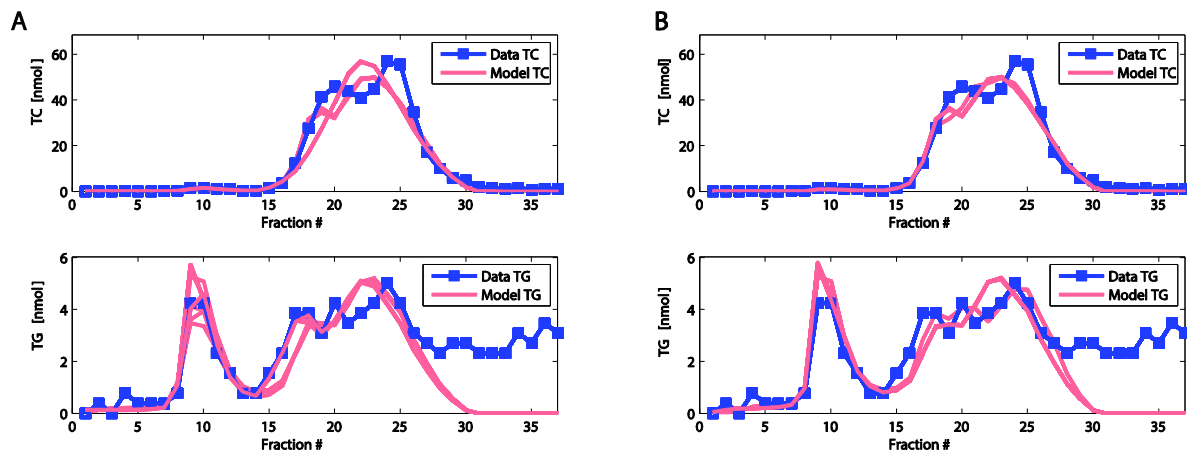 A
TC [nmol]
60
40
20
0
Data TC
Model TC
0 5 10 15 20 25 30 35
Fraction #
TG [nmol]
6
4
2
0
Data TG
Model TG
0 5 10 15 20 25 30 35
Fraction #
B
TC [nmol]
60
40
20
0
Data TC
Model TC
0 5 10 15 20 25 30 35
Fraction #
TG [nmol]
6
4
2
0
Data TG
Model TG
0 5 10 15 20 25 30 35
Fraction #